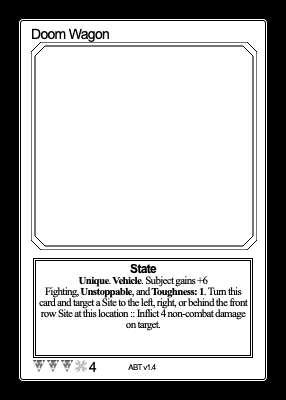 Doom Wagon
State
Unique. Vehicle. Subject gains +6
Fighting, Unstoppable, and Toughness: 1. Turn this
card and target a Site to the left, right, or behind the front
row Site at this location :: Inflict 4 non-combat damage
on target.
4
ABT v1.4